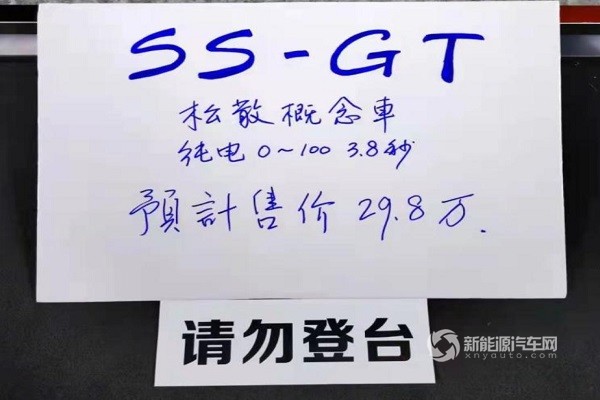 SS-GT
松散概念車
纯电 0~100 3.8秒
預計售价 29.8万.
请勿登台
新能源汽车网
xnyauto.com